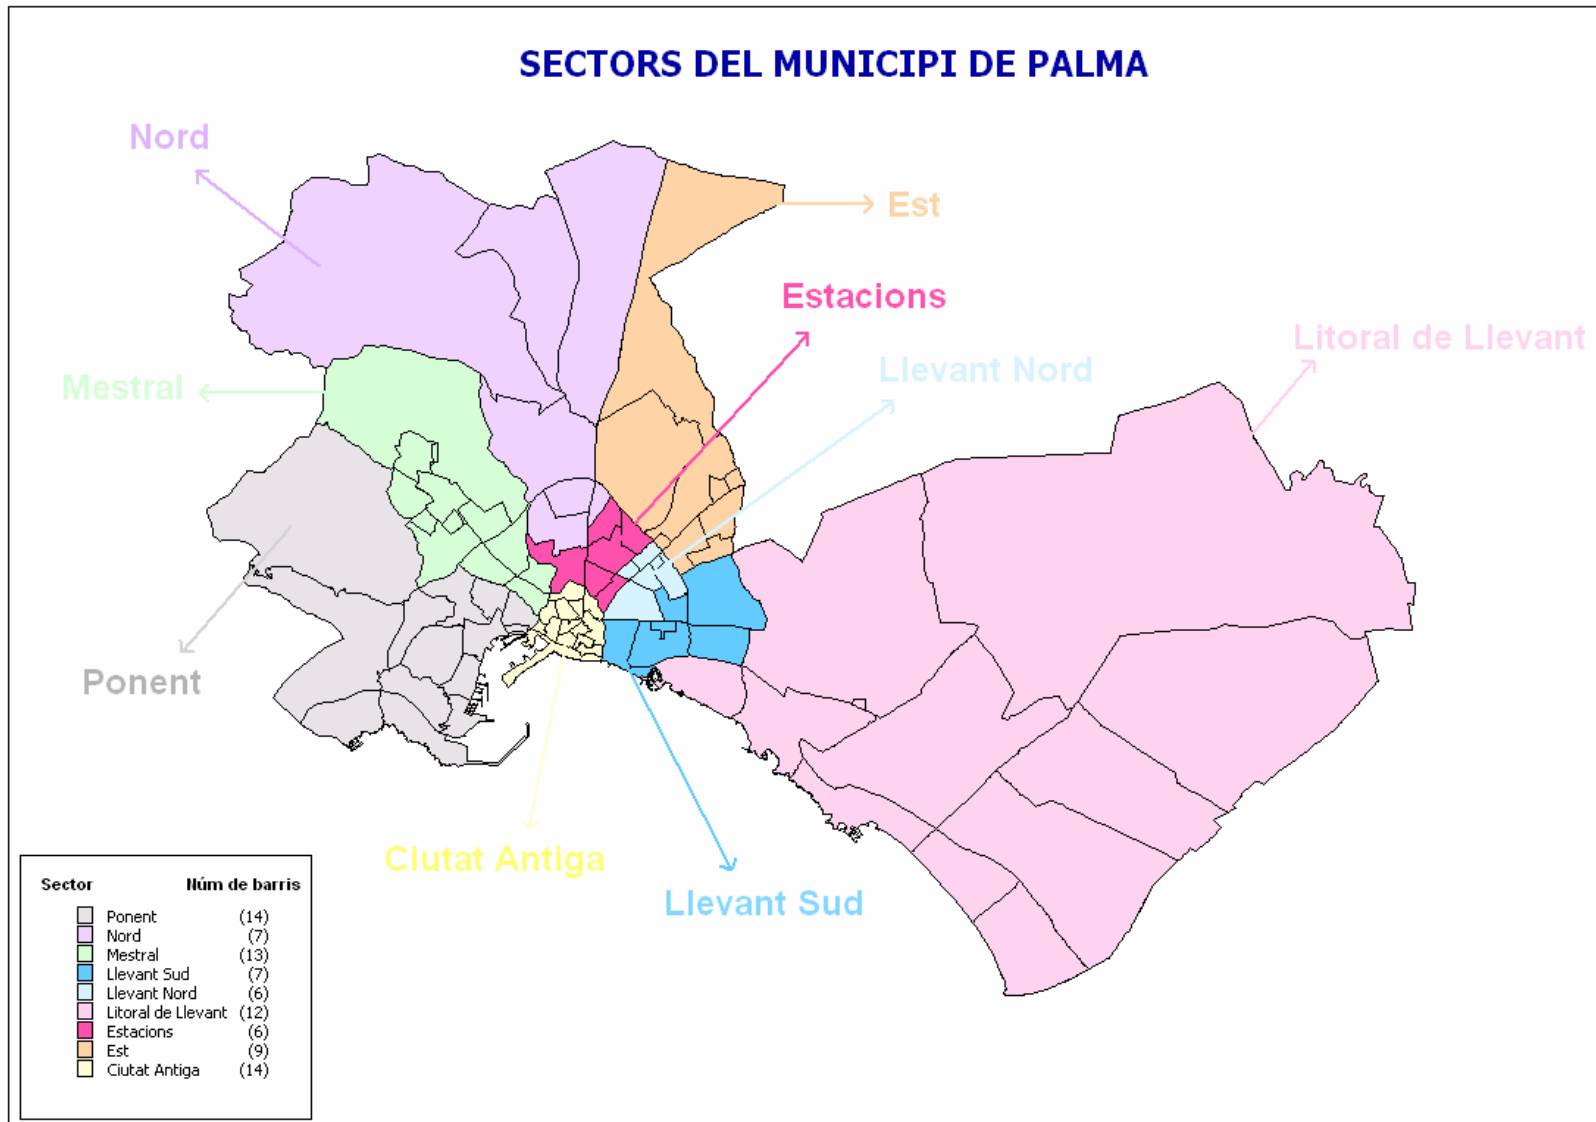 SECTORS DEL MUNICIPI DE PALMA
Nord
Est
Estacions
Litoral de Llevant
Llevant Nord
Mestral
Ponent
Ciutat Antiga
Llevant Sud
Sector Núm de barris
Ponent (14)
Nord (7)
Mestral (13)
Llevant Sud (7)
Llevant Nord (6)
Litoral de Llevant (12)
Estacions (6)
Est (9)
Ciutat Antiga (14)